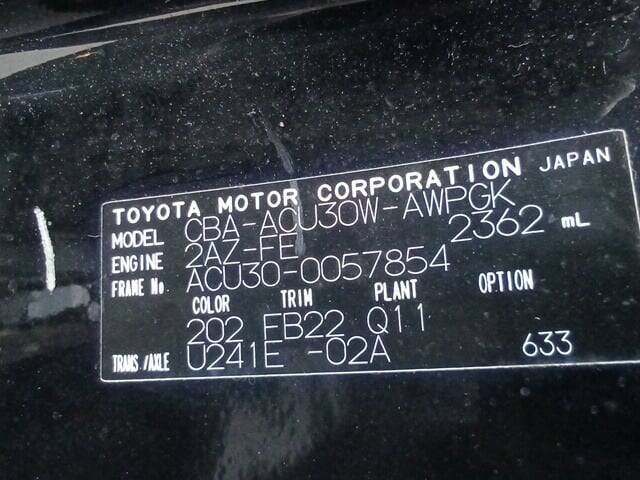 TOYOTA MOTOR CORPORATION JAPAN
MODEL CBA-ACU30W-AWPGK
ENGINE 2AZ-FE 2362 mL
FRAME No. ACU30-0057854
COLOR TRIM PLANT OPTION
202 FB22 Q11
TRANS./AXLE U241E -02A 633